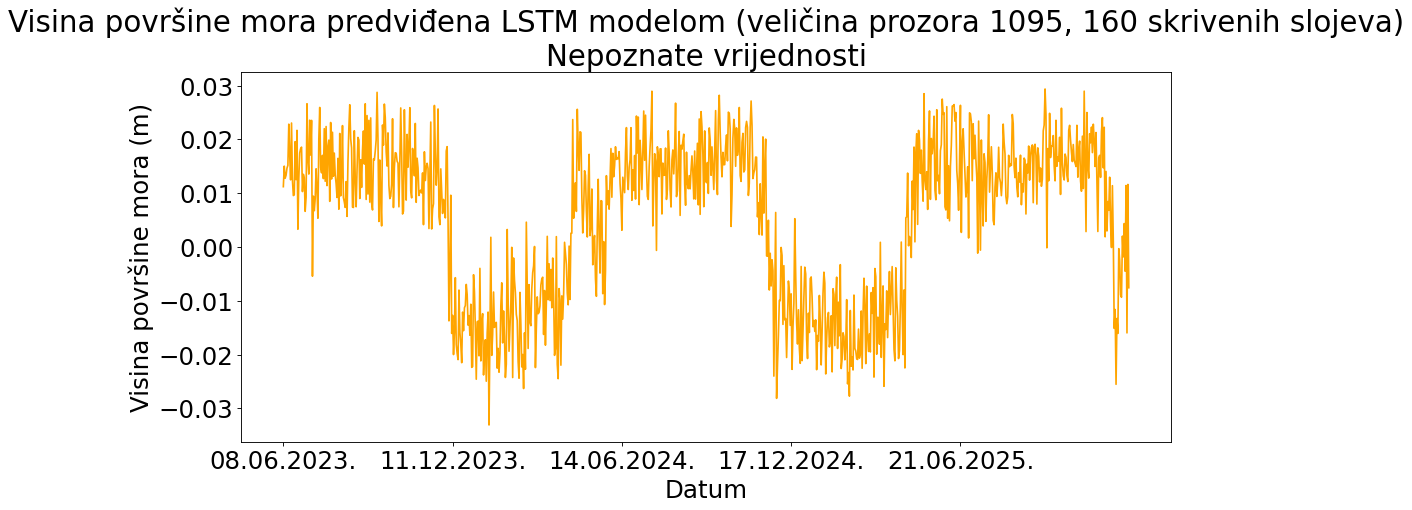 Visina površine mora predviđena LSTM modelom (veličina prozora 1095, 160 skrivenih slojeva)
Nepoznate vrijednosti
Visina površine mora (m)
0.03
0.02
0.01
0.00
−0.01
−0.02
−0.03
08.06.2023. 11.12.2023. 14.06.2024. 17.12.2024. 21.06.2025.
Datum